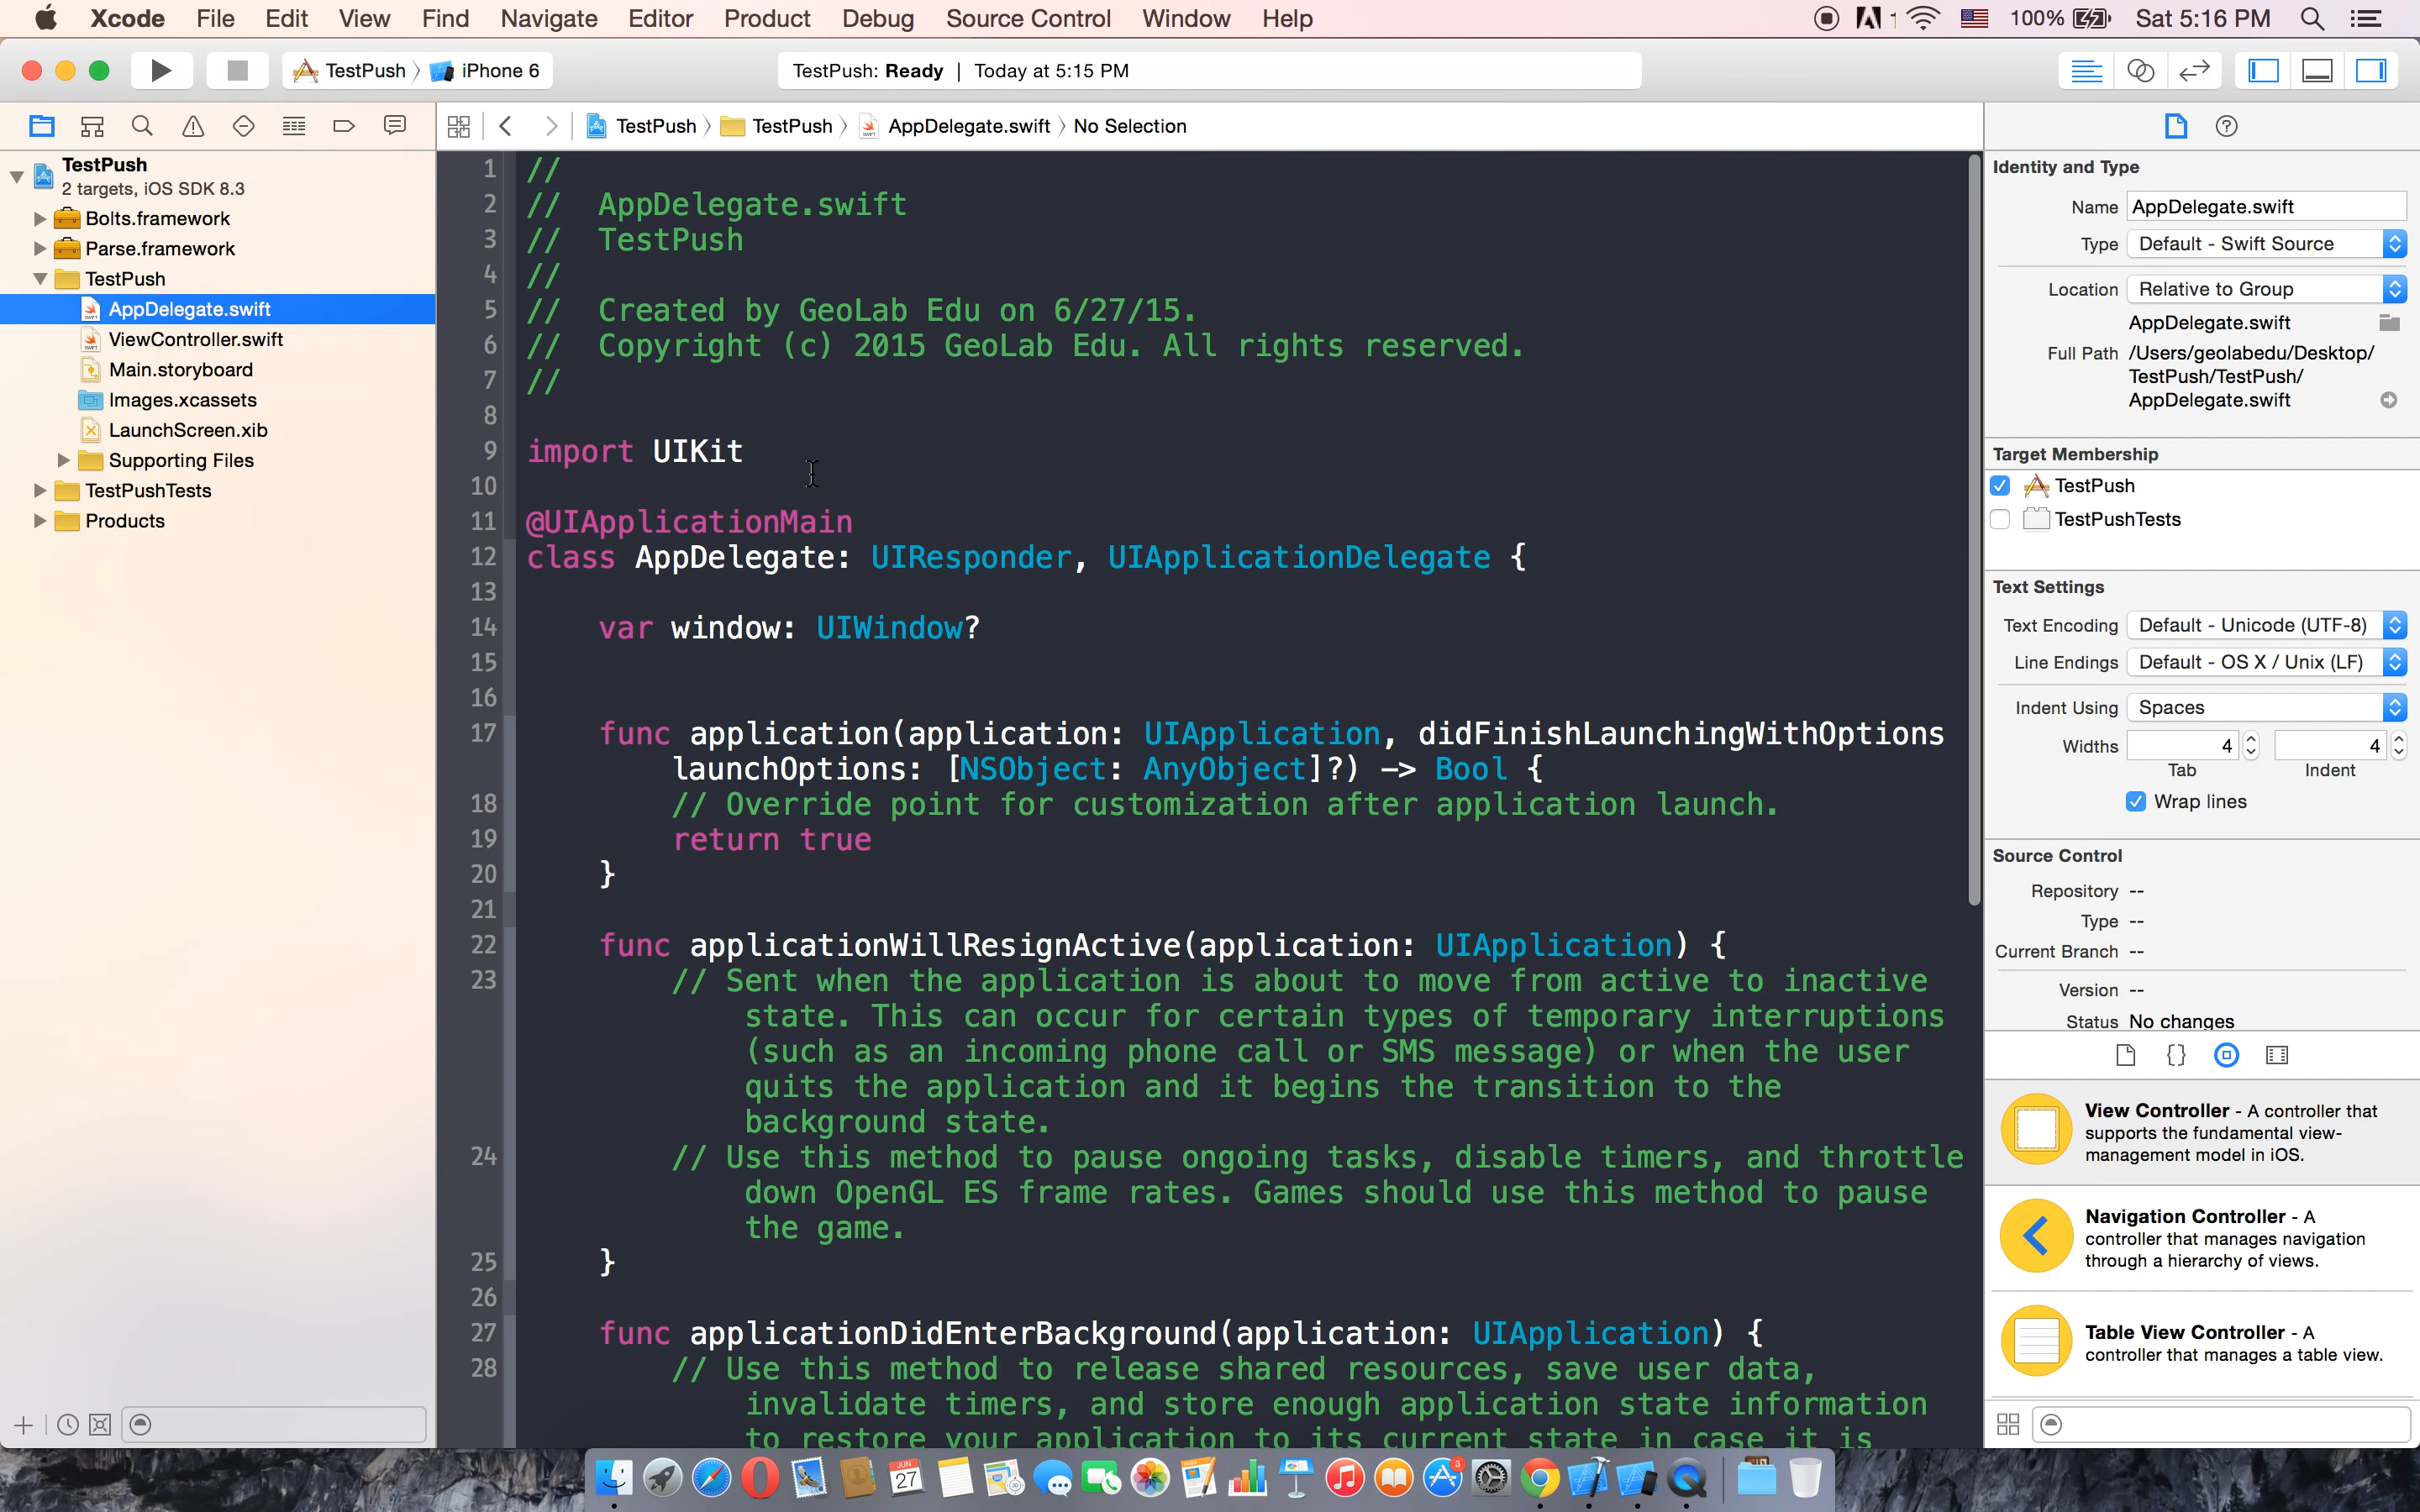 Xcode File Edit View Find Navigate Editor Product Debug Source Control Window Help 1 100% Sat 5:16 PM
TestPush iPhone 6 TestPush: Ready | Today at 5:15 PM
TestPush TestPush AppDelegate.swift No Selection
TestPush
2 targets, iOS SDK 8.3
Bolts.framework
Parse.framework
TestPush
AppDelegate.swift
ViewController.swift
Main.storyboard
Images.xcassets
LaunchScreen.xib
Supporting Files
TestPushTests
Products
1 //
2 // AppDelegate.swift
3 // TestPush
4 //
5 // Created by GeoLab Edu on 6/27/15.
6 // Copyright (c) 2015 GeoLab Edu. All rights reserved.
7 //
8
9 import UIKit
10
11 @UIApplicationMain
12 class AppDelegate: UIResponder, UIApplicationDelegate {
13
14 var window: UIWindow?
15
16
17 func application(application: UIApplication, didFinishLaunchingWithOptions
launchOptions: [NSObject: AnyObject]?) -> Bool {
18 // Override point for customization after application launch.
19 return true
20 }
21
22 func applicationWillResignActive(application: UIApplication) {
23 // Sent when the application is about to move from active to inactive
state. This can occur for certain types of temporary interruptions
(such as an incoming phone call or SMS message) or when the user
quits the application and it begins the transition to the
background state.
24 // Use this method to pause ongoing tasks, disable timers, and throttle
down OpenGL ES frame rates. Games should use this method to pause
the game.
25 }
26
27 func applicationDidEnterBackground(application: UIApplication) {
28 // Use this method to release shared resources, save user data,
invalidate timers, and store enough application state information
to restore your application to its current state in case it is
Identity and Type
Name AppDelegate.swift
Type Default - Swift Source
Location Relative to Group
AppDelegate.swift
Full Path /Users/geolabedu/Desktop/
TestPush/TestPush/
AppDelegate.swift
Target Membership
TestPush
TestPushTests
Text Settings
Text Encoding Default - Unicode (UTF-8)
Line Endings Default - OS X / Unix (LF)
Indent Using Spaces
Widths 4 4
Tab Indent
Wrap lines
Source Control
Repository --
Type --
Current Branch --
Version --
Status No changes
View Controller - A controller that
supports the fundamental view-
management model in iOS.
Navigation Controller - A
controller that manages navigation
through a hierarchy of views.
Table View Controller - A
controller that manages a table view.
JUN
27
3